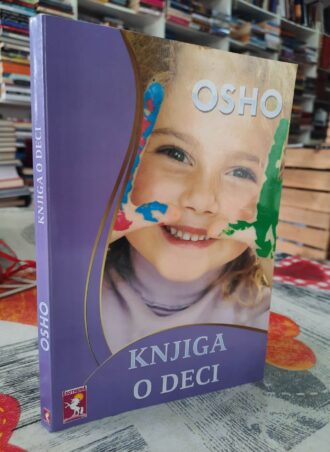 OSHO
KNJIGA
O DECI
KNJIGA O DECI
OSHO